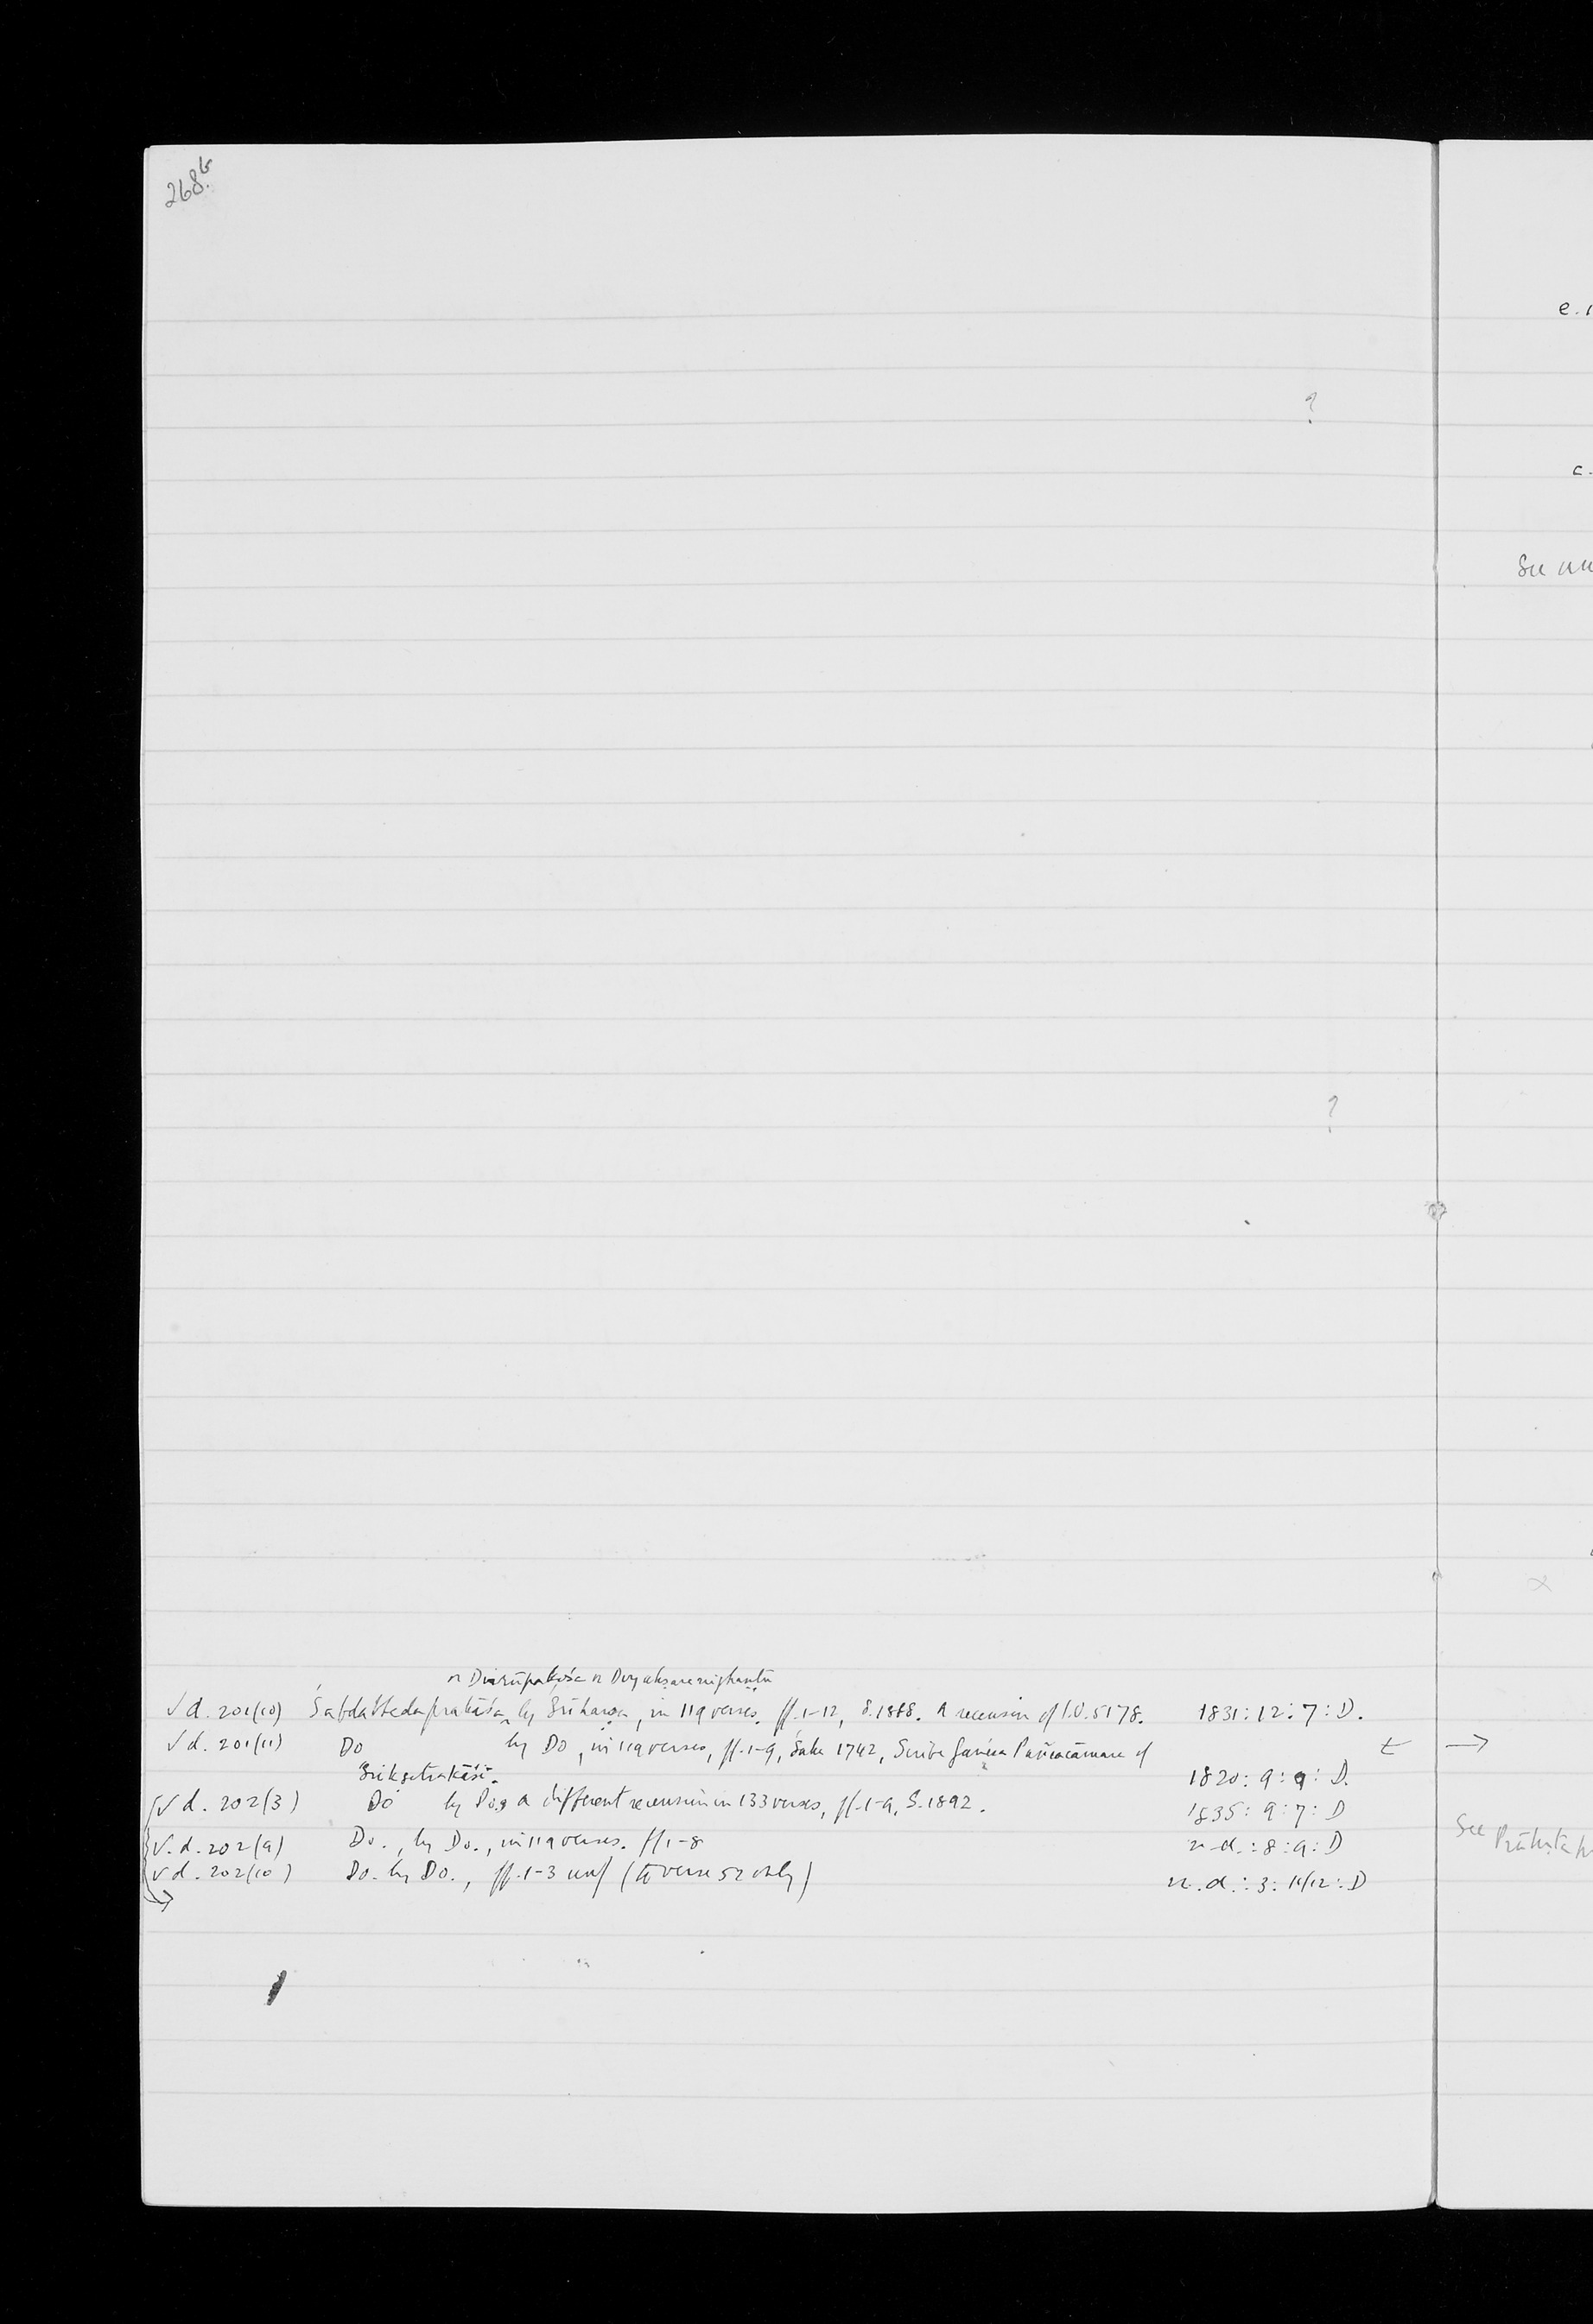 268b
?
?
n Dvirūpakośa n Dvyakṣaranighaṇṭu
√ d. 201(10) Śabdabhedaprakāśa, by Śrīharṣa, in 119 verses. ff. 1-12, S. 1888. A recension of I.O. 5178. 1831:12:7:D.
√ d. 201(11) Do by Do, in 119 verses, ff. 1-9, Śake 1742, Scribe Pañcacāmare of
Śrīkṣetrakāśī. 1820:9:9:D.
√ d. 202(3) Do by Do, a different recension in 133 verses, ff. 1-9, S. 1892. 1835:9:7:D
√. d. 202(9) Do., by Do., in 119 verses. ff 1-8 n.d.:8:9:D
√ d. 202(10) Do. by Do., ff. 1-3 (to verse 52 only) n.d.:3:11/12:D
e.
c.
See
See